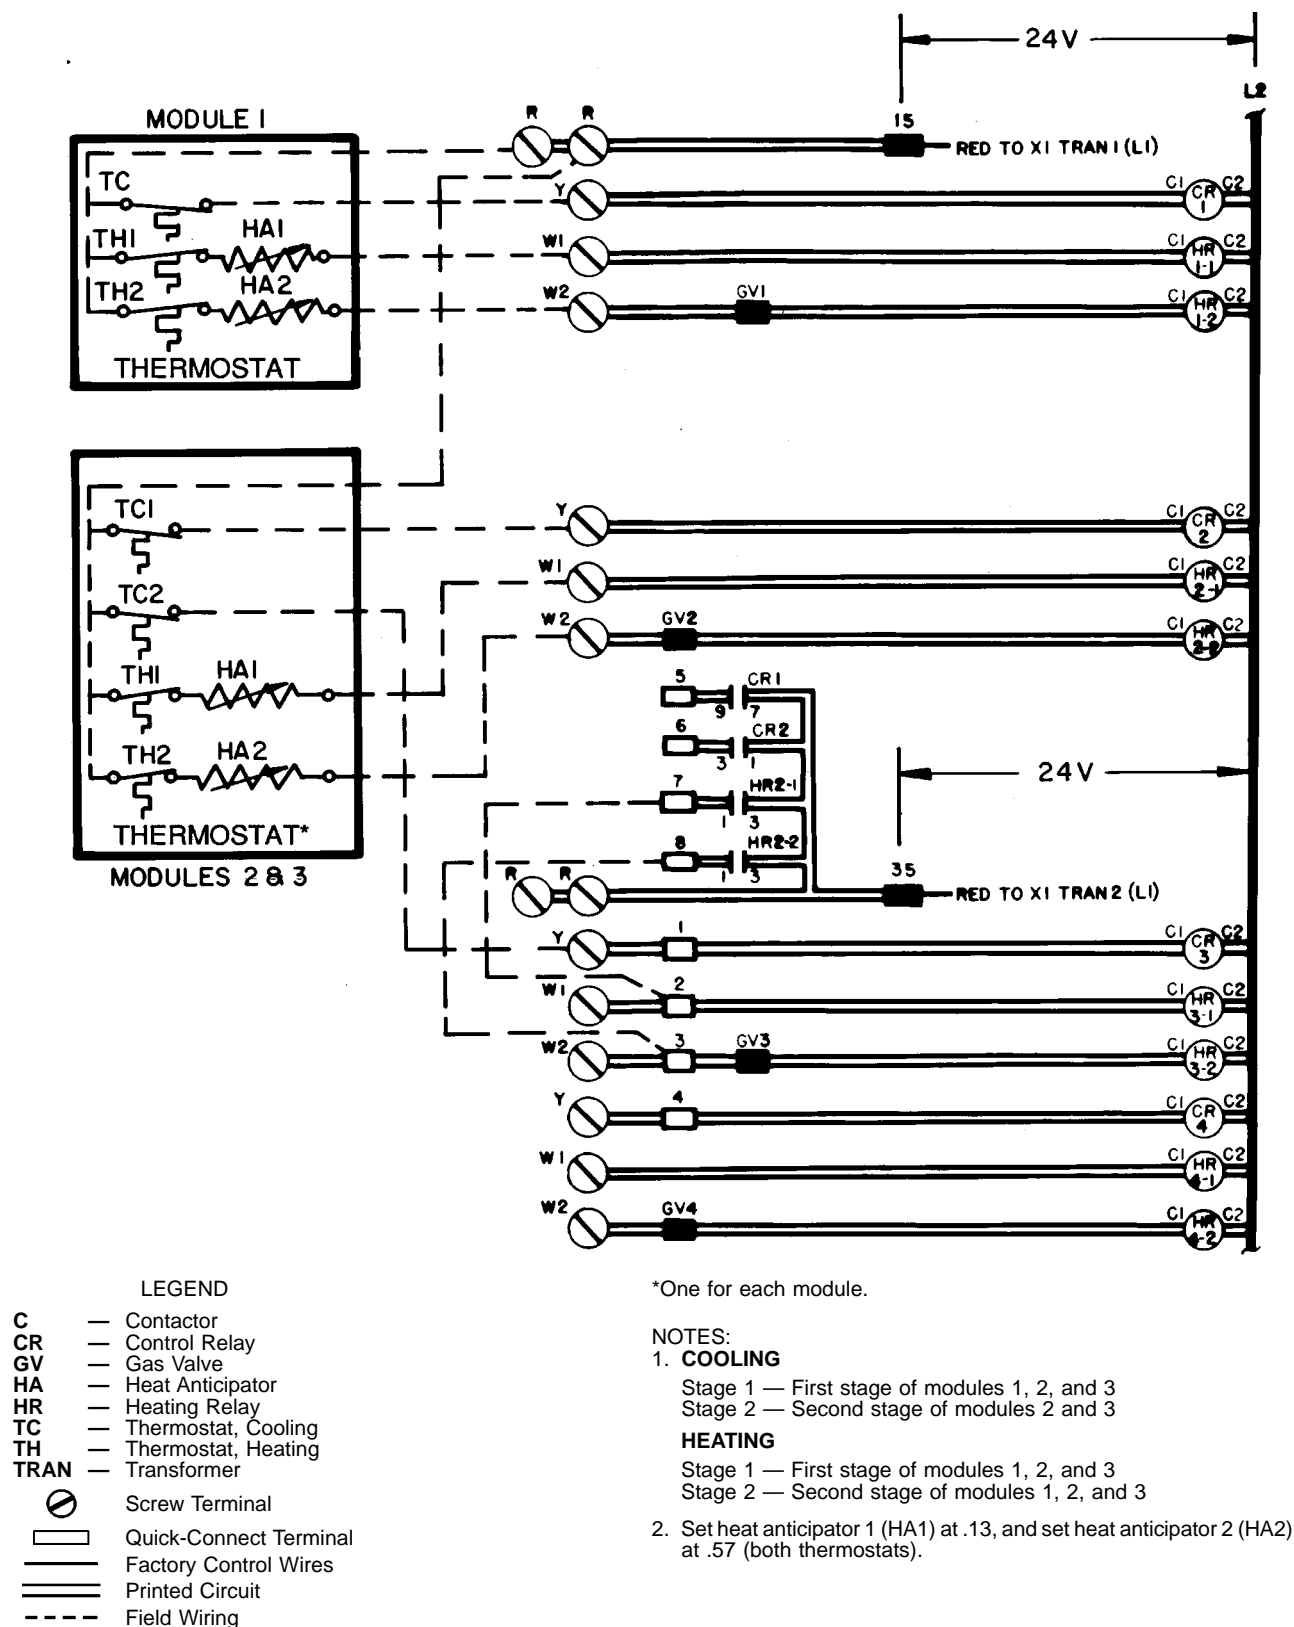 24V
L2
MODULE 1
R R 15
RED TO X1 TRAN 1 (L1)
TC Y C1 CR 1 C2
TH1 HA1 W1 C1 HR 1-1 C2
TH2 HA2 W2 GV1 C1 HR 1-2 C2
THERMOSTAT
TC1 Y C1 CR 2 C2
W1 C1 HR 2-1 C2
TC2 W2 GV2 C1 HR 2-2 C2
TH1 HA1 5 CR1
9 7
6 CR2
3 1
TH2 HA2 24V
7 HR2-1
1 3
THERMOSTAT* 8 HR2-2
1 3
MODULES 2 & 3
R R 35
RED TO X1 TRAN 2 (L1)
Y 1 C1 CR 3 C2
W1 2 C1 HR 3-1 C2
W2 3 GV3 C1 HR 3-2 C2
Y 4 C1 CR 4 C2
W1 C1 HR 4-1 C2
W2 GV4 C1 HR 4-2 C2
LEGEND
C — Contactor
CR — Control Relay
GV — Gas Valve
HA — Heat Anticipator
HR — Heating Relay
TC — Thermostat, Cooling
TH — Thermostat, Heating
TRAN — Transformer
Screw Terminal
Quick-Connect Terminal
Factory Control Wires
Printed Circuit
Field Wiring
*One for each module.
NOTES:
1. COOLING
Stage 1 — First stage of modules 1, 2, and 3
Stage 2 — Second stage of modules 2 and 3
HEATING
Stage 1 — First stage of modules 1, 2, and 3
Stage 2 — Second stage of modules 1, 2, and 3
2. Set heat anticipator 1 (HA1) at .13, and set heat anticipator 2 (HA2)
at .57 (both thermostats).